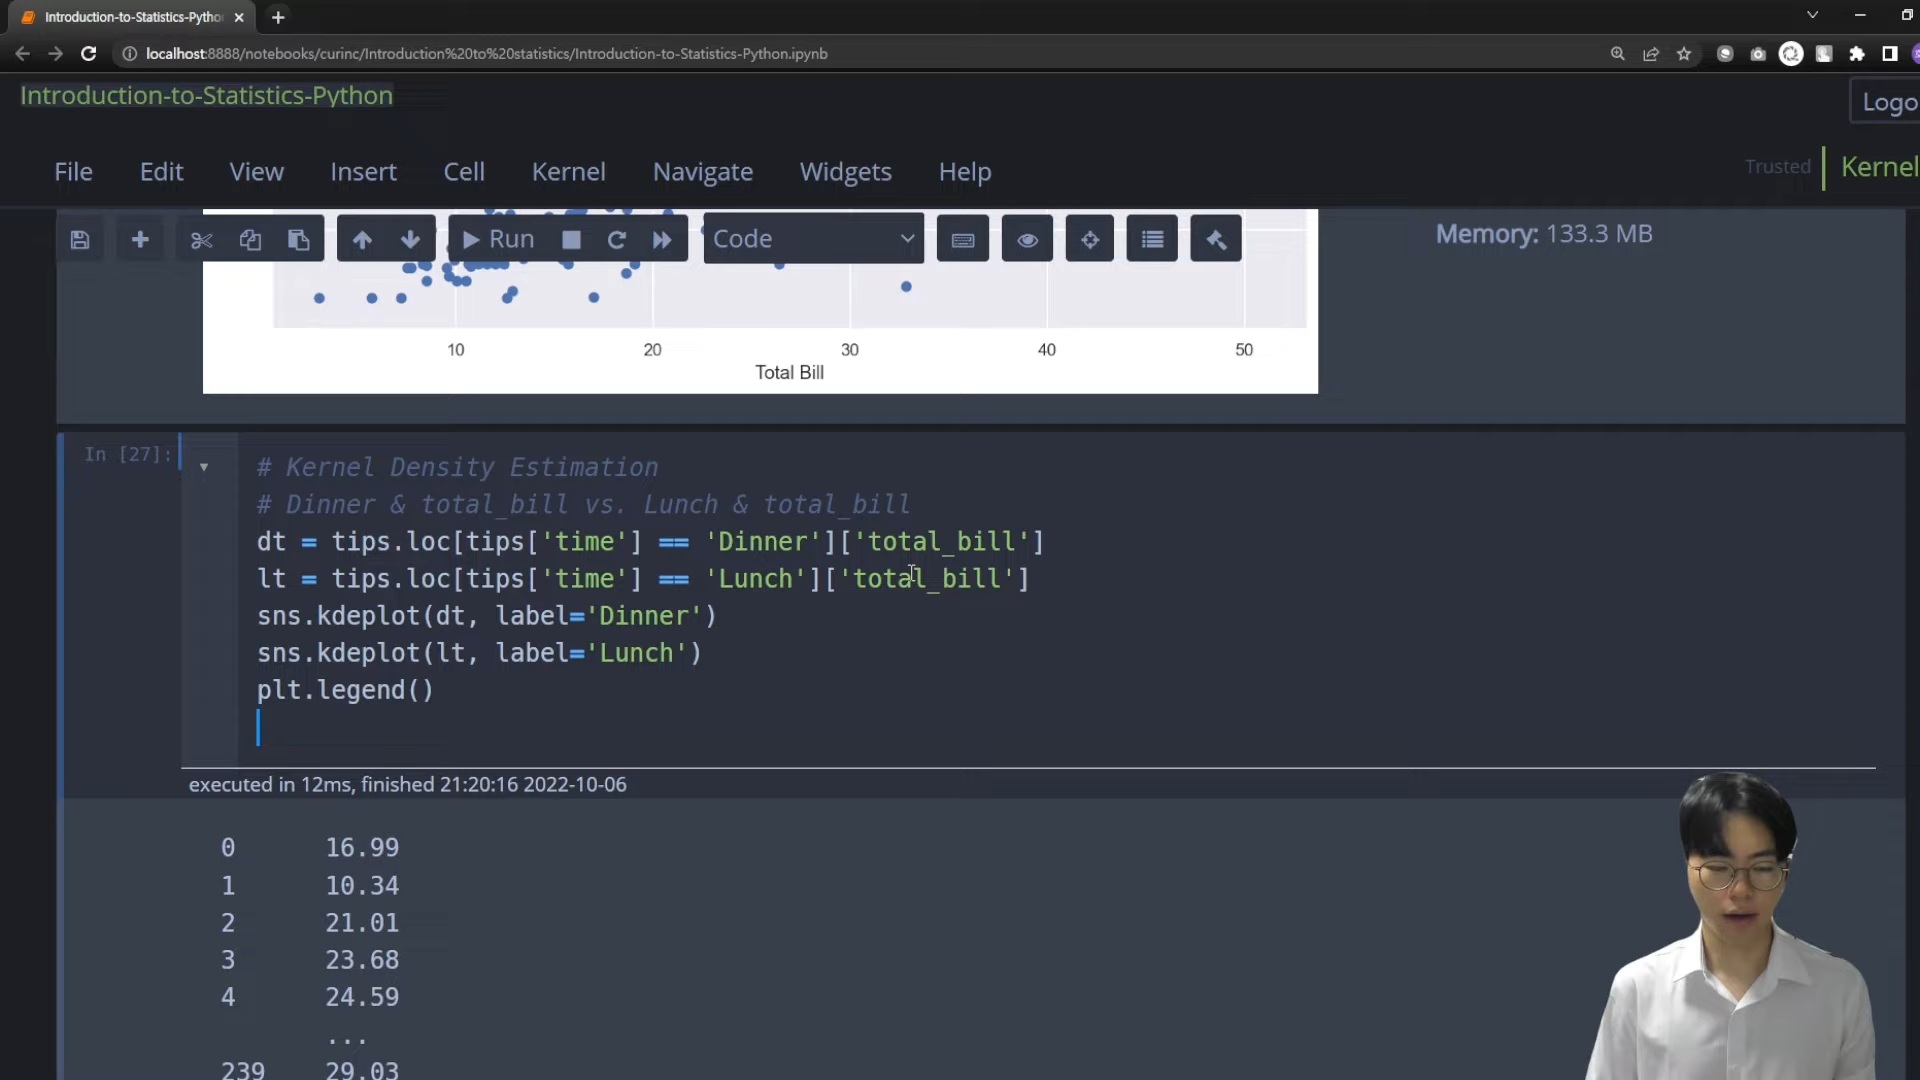 Introduction-to-Statistics-Pytho
localhost:8888/notebooks/curinc/Introduction%20to%20statistics/Introduction-to-Statistics-Python.ipynb
Introduction-to-Statistics-Python
Logo
File Edit View Insert Cell Kernel Navigate Widgets Help
Trusted Kernel
Run Code
Memory: 133.3 MB
10 20 30 40 50
Total Bill
In [27]:
# Kernel Density Estimation
# Dinner & total_bill vs. Lunch & total_bill
dt = tips.loc[tips['time'] == 'Dinner']['total_bill']
lt = tips.loc[tips['time'] == 'Lunch']['total_bill']
sns.kdeplot(dt, label='Dinner')
sns.kdeplot(lt, label='Lunch')
plt.legend()
executed in 12ms, finished 21:20:16 2022-10-06
0 16.99
1 10.34
2 21.01
3 23.68
4 24.59
...
239 29.03